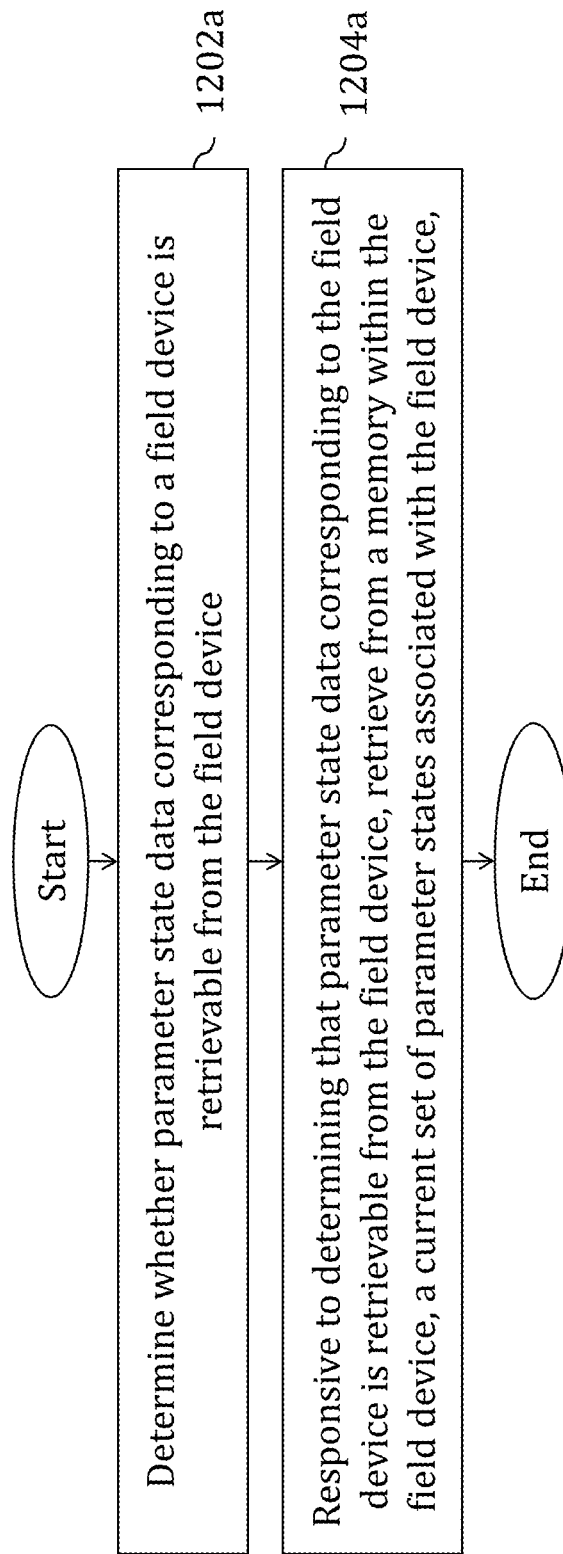 Start
Determine whether parameter state data corresponding to a field device is
retrievable from the field device
1202a
Responsive to determining that parameter state data corresponding to the field
device is retrievable from the field device, retrieve from a memory within the
field device, a current set of parameter states associated with the field device,
1204a
End